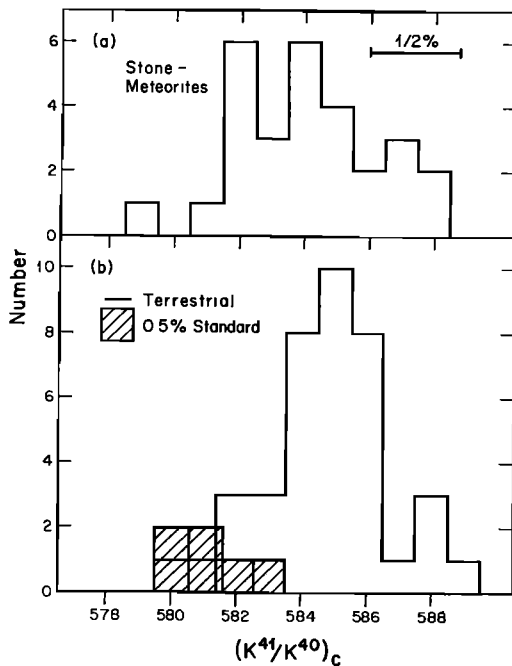 6
4
2
0
(a)
Stone –
Meteorites
1/2%
Number
10
8
6
4
2
0
(b)
Terrestrial
0 5% Standard
578 580 582 584 586 588
(K⁴¹/K⁴⁰)c